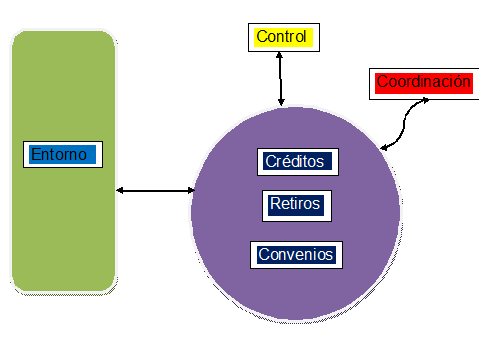 Control
Coordinación
Entorno
Créditos
Retiros
Convenios